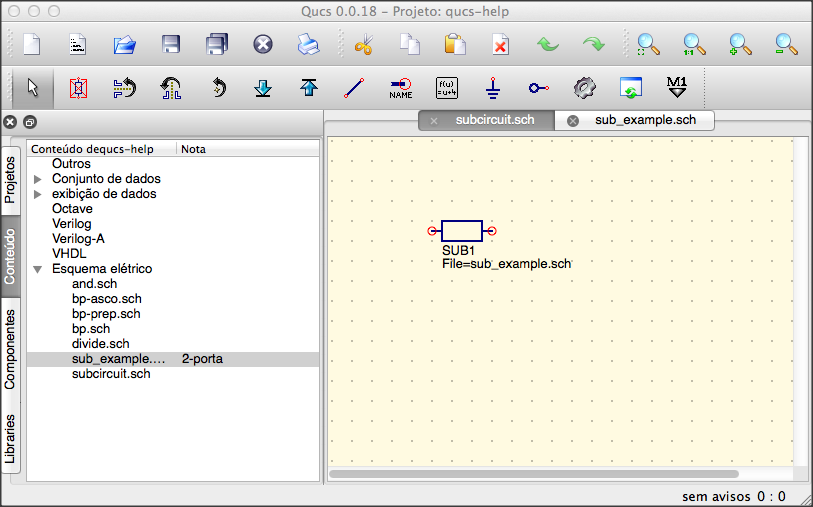 Qucs 0.0.18 - Projeto: qucs-help
1:1
NAME
f(u)
ω=4
M1
subcircuit.sch
sub_example.sch
Projetos
Conteúdo
Componentes
Libraries
Conteúdo dequcs-help Nota
Outros
Conjunto de dados
exibição de dados
Octave
Verilog
Verilog-A
VHDL
Esquema elétrico
and.sch
bp-asco.sch
bp-prep.sch
bp.sch
divide.sch
sub_example.... 2-porta
subcircuit.sch
SUB1
File=sub_example.sch
sem avisos 0 : 0